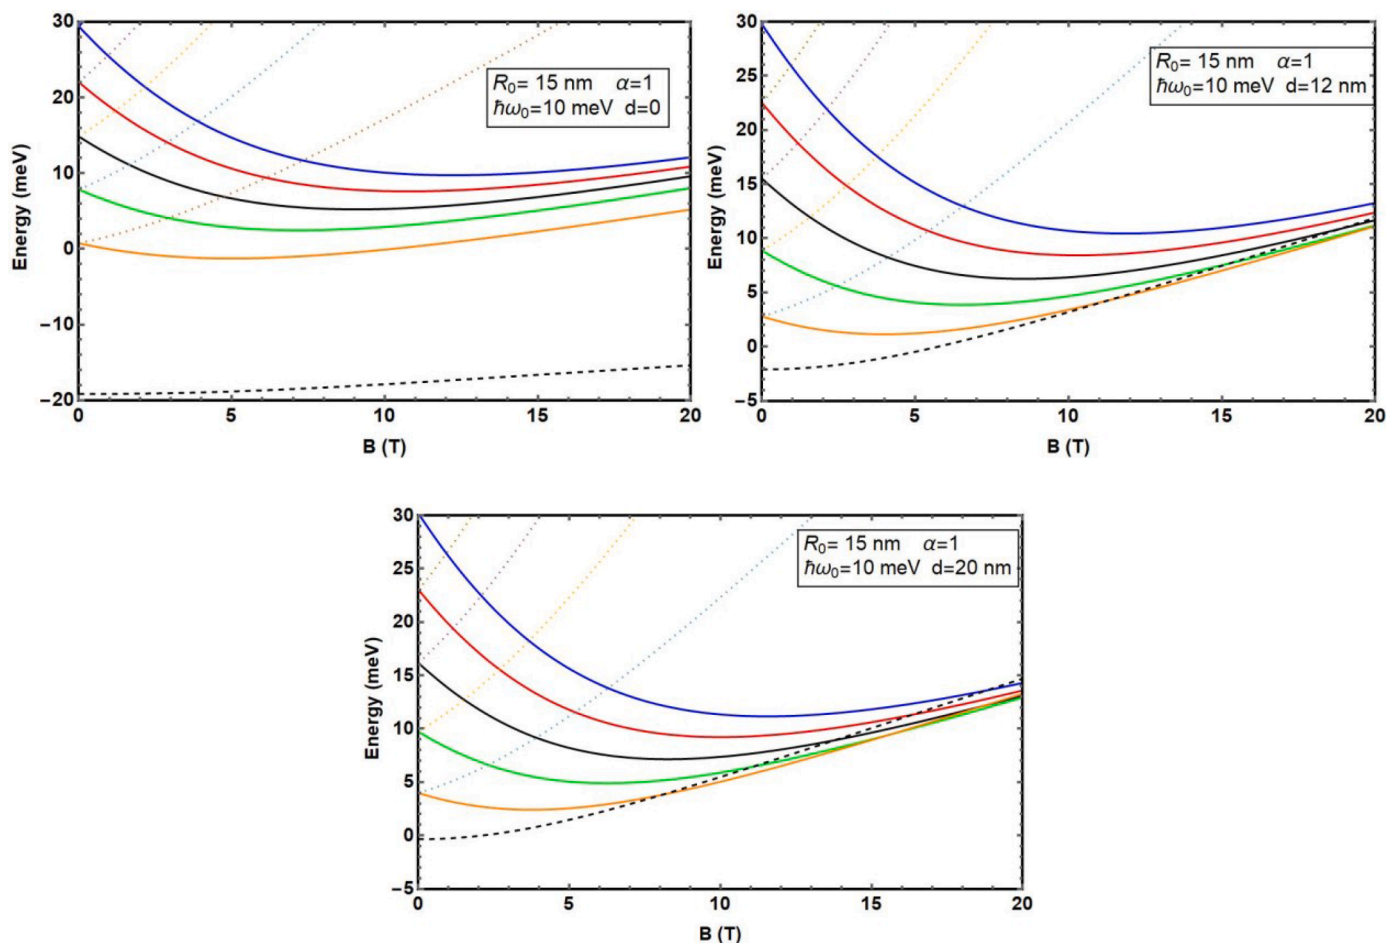 30
20
10
0
−10
−20
Energy (meV)
R₀= 15 nm α=1
ħω₀=10 meV d=0
0 5 10 15 20
B (T)
30
25
20
15
10
5
0
−5
Energy (meV)
R₀= 15 nm α=1
ħω₀=10 meV d=12 nm
0 5 10 15 20
B (T)
30
25
20
15
10
5
0
−5
Energy (meV)
R₀= 15 nm α=1
ħω₀=10 meV d=20 nm
0 5 10 15 20
B (T)